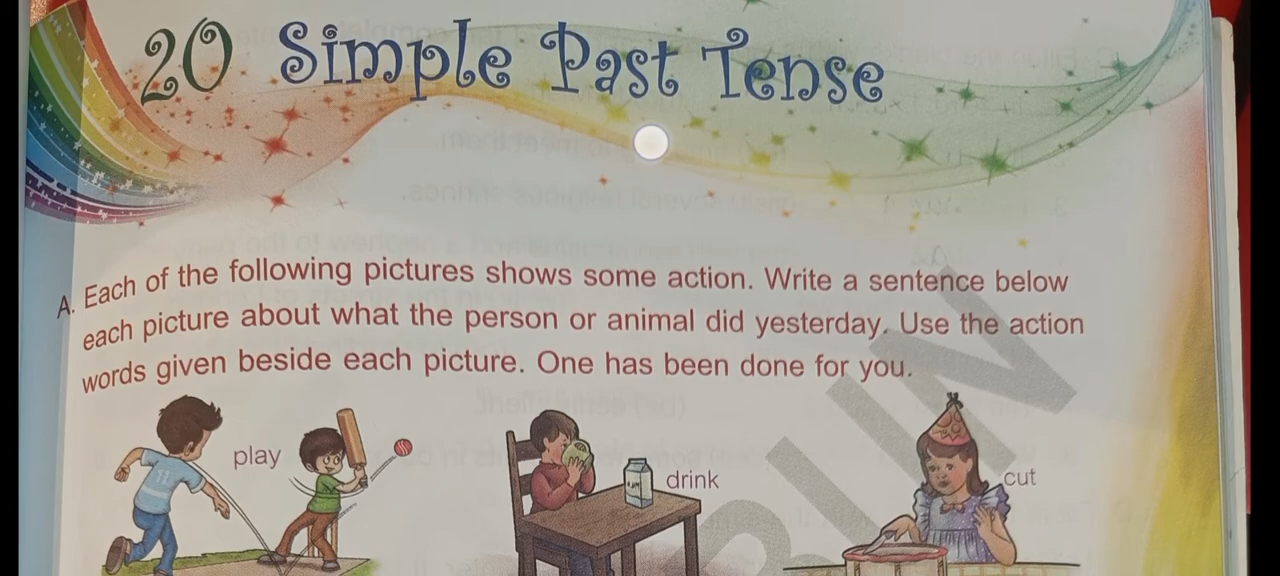 20 Simple Past Tense
A. Each of the following pictures shows some action. Write a sentence below
each picture about what the person or animal did yesterday. Use the action
words given beside each picture. One has been done for you.
play
drink
cut